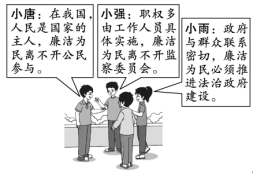 小唐：在我国，
人民是国家的
主人，廉洁为
民离不开公民
参与。
小强：职权多
由工作人员具
体实施，廉洁
为民离不开监
察委员会。
小雨：政府
与群众联系
密切，廉洁
为民必须推
进法治政府
建设。